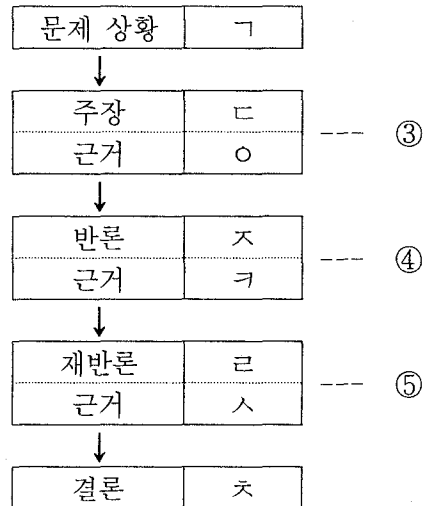 문제 상황 ㄱ
주장 ㄷ
근거 ㅇ
③
반론 ㅈ
근거 ㅋ
④
재반론 ㄹ
근거 ㅅ
⑤
결론 ㅊ